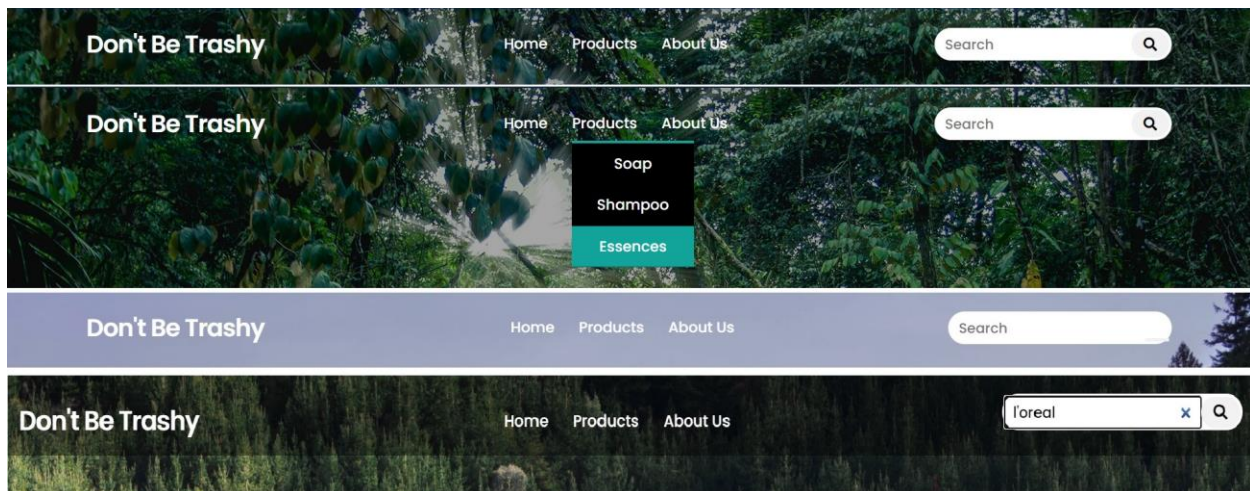 Don't Be Trashy Home Products About Us Search
Don't Be Trashy Home Products About Us Search
Soap
Shampoo
Essences
Don't Be Trashy Home Products About Us Search
Don't Be Trashy Home Products About Us l'oreal x